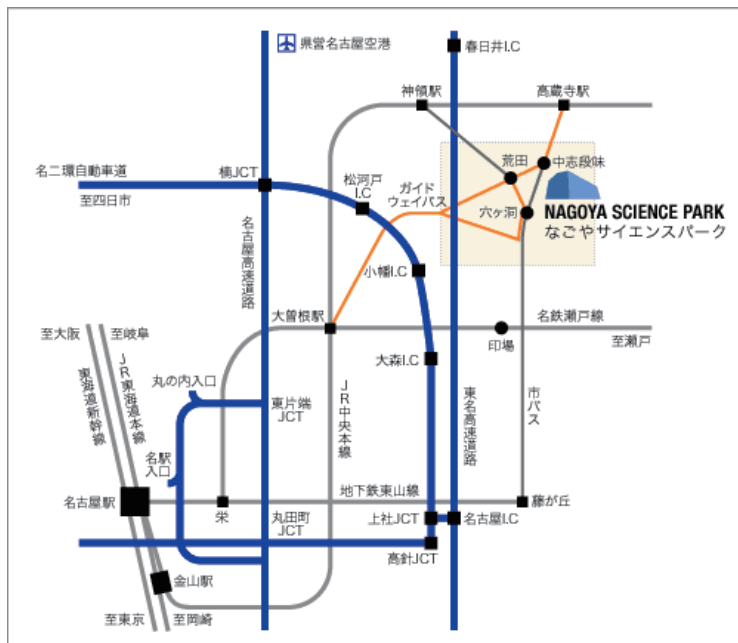 県営名古屋空港
春日井I.C
神領駅
高蔵寺駅
名二環自動車道
至四日市
楠JCT
松河戸
I.C
ガイド
ウェイバス
荒田
中志段味
穴ヶ洞
NAGOYA SCIENCE PARK
なごやサイエンスパーク
名古屋高速道路
小幡I.C
大曽根駅
名鉄瀬戸線
至瀬戸
印場
至大阪
至岐阜
東海道新幹線
JR東海道本線
丸の内入口
東片端
JCT
大森I.C
JR中央本線
東名高速道路
市バス
名駅
入口
名古屋駅
栄
地下鉄東山線
藤が丘
丸田町
JCT
上社JCT
名古屋I.C
高針JCT
金山駅
至東京
至岡崎